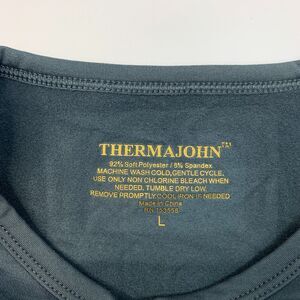 THERMAJOHN™
92% Soft Polyester / 8% Spandex
MACHINE WASH COLD,GENTLE CYCLE.
USE ONLY NON CHLORINE BLEACH WHEN
NEEDED. TUMBLE DRY LOW.
REMOVE PROMPTLY.COOL IRON IF NEEDED
Made in China
L